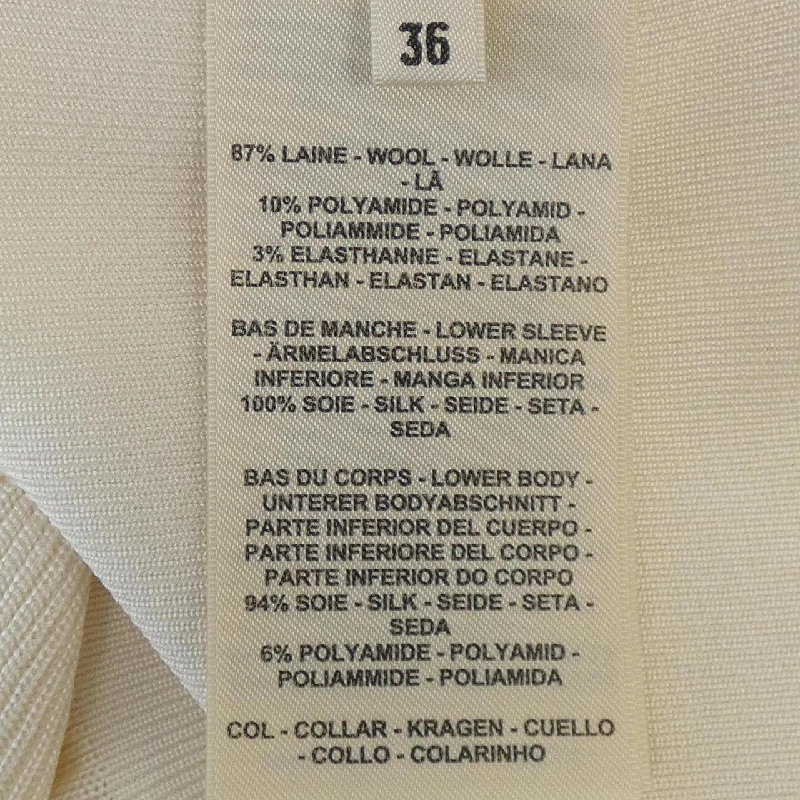 36
87% LAINE - WOOL - WOLLE - LANA
- LÃ
10% POLYAMIDE - POLYAMID -
POLIAMMIDE - POLIAMIDA
3% ELASTHANNE - ELASTANE -
ELASTHAN - ELASTAN - ELASTANO
BAS DE MANCHE - LOWER SLEEVE
- ÄRMELABSCHLUSS - MANICA
INFERIORE - MANGA INFERIOR
100% SOIE - SILK - SEIDE - SETA -
SEDA
BAS DU CORPS - LOWER BODY -
UNTERER BODYABSCHNITT -
PARTE INFERIOR DEL CUERPO -
PARTE INFERIORE DEL CORPO -
PARTE INFERIOR DO CORPO
94% SOIE - SILK - SEIDE - SETA -
SEDA
6% POLYAMIDE - POLYAMID -
POLIAMMIDE - POLIAMIDA
COL - COLLAR - KRAGEN - CUELLO
- COLLO - COLARINHO